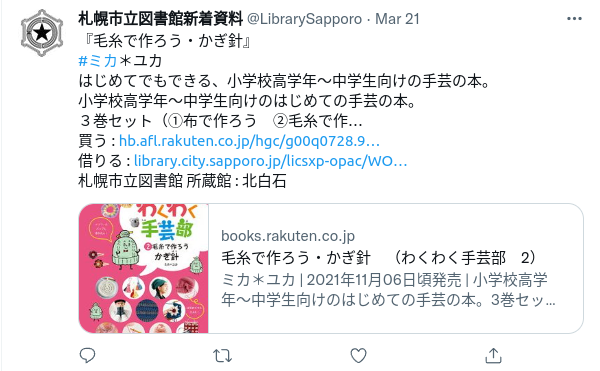 札幌市立図書館新着資料 @LibrarySapporo · Mar 21
『毛糸で作ろう・かぎ針』
#ミカ＊ユカ
はじめてでもできる、小学校高学年～中学生向けの手芸の本。
小学校高学年～中学生向けのはじめての手芸の本。
３巻セット（①布で作ろう　②毛糸で作…
買う : hb.afl.rakuten.co.jp/hgc/g00q0728.9…
借りる : library.city.sapporo.jp/licsxp-opac/WO…
札幌市立図書館 所蔵館 : 北白石
わくわく
手芸部
②毛糸で作ろう
かぎ針
books.rakuten.co.jp
毛糸で作ろう・かぎ針　（わくわく手芸部　2）
ミカ＊ユカ | 2021年11月06日頃発売 | 小学校高学
年～中学生向けのはじめての手芸の本。3巻セッ...